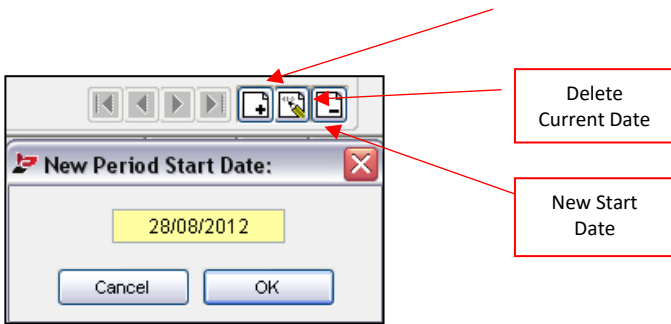 Delete
Current Date
New Period Start Date:
New Start
Date
28/08/2012
Cancel
OK